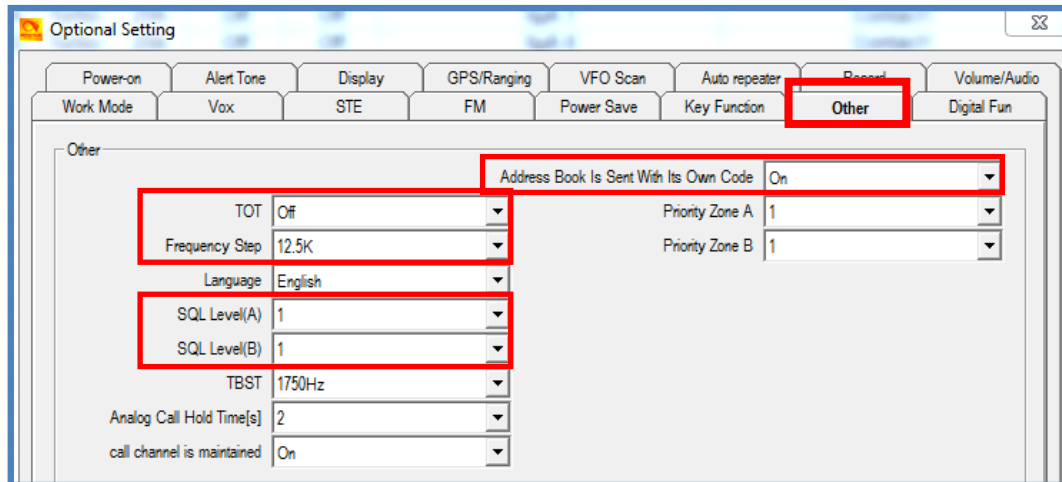 Optional Setting
Power-on Alert Tone Display GPS/Ranging VFO Scan Auto repeater Record Volume/Audio
Work Mode Vox STE FM Power Save Key Function Other Digital Fun
Other
Address Book Is Sent With Its Own Code On
TOT Off Priority Zone A 1
Frequency Step 12.5K Priority Zone B 1
Language English
SQL Level(A) 1
SQL Level(B) 1
TBST 1750Hz
Analog Call Hold Time[s] 2
call channel is maintained On